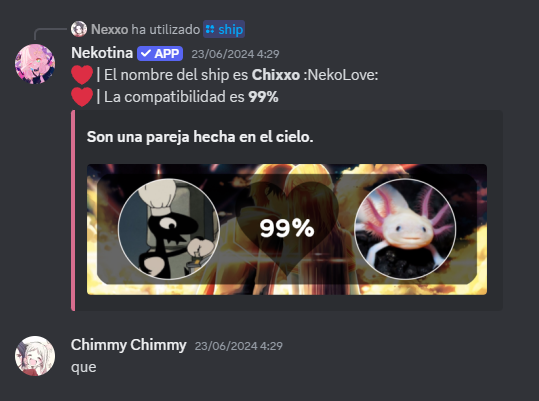 Nexxo ha utilizado ship
Nekotina ✓ APP 23/06/2024 4:29
❤️ | El nombre del ship es Chixxo :NekoLove:
❤️ | La compatibilidad es 99%
Son una pareja hecha en el cielo.
99%
Chimmy Chimmy 23/06/2024 4:29
que